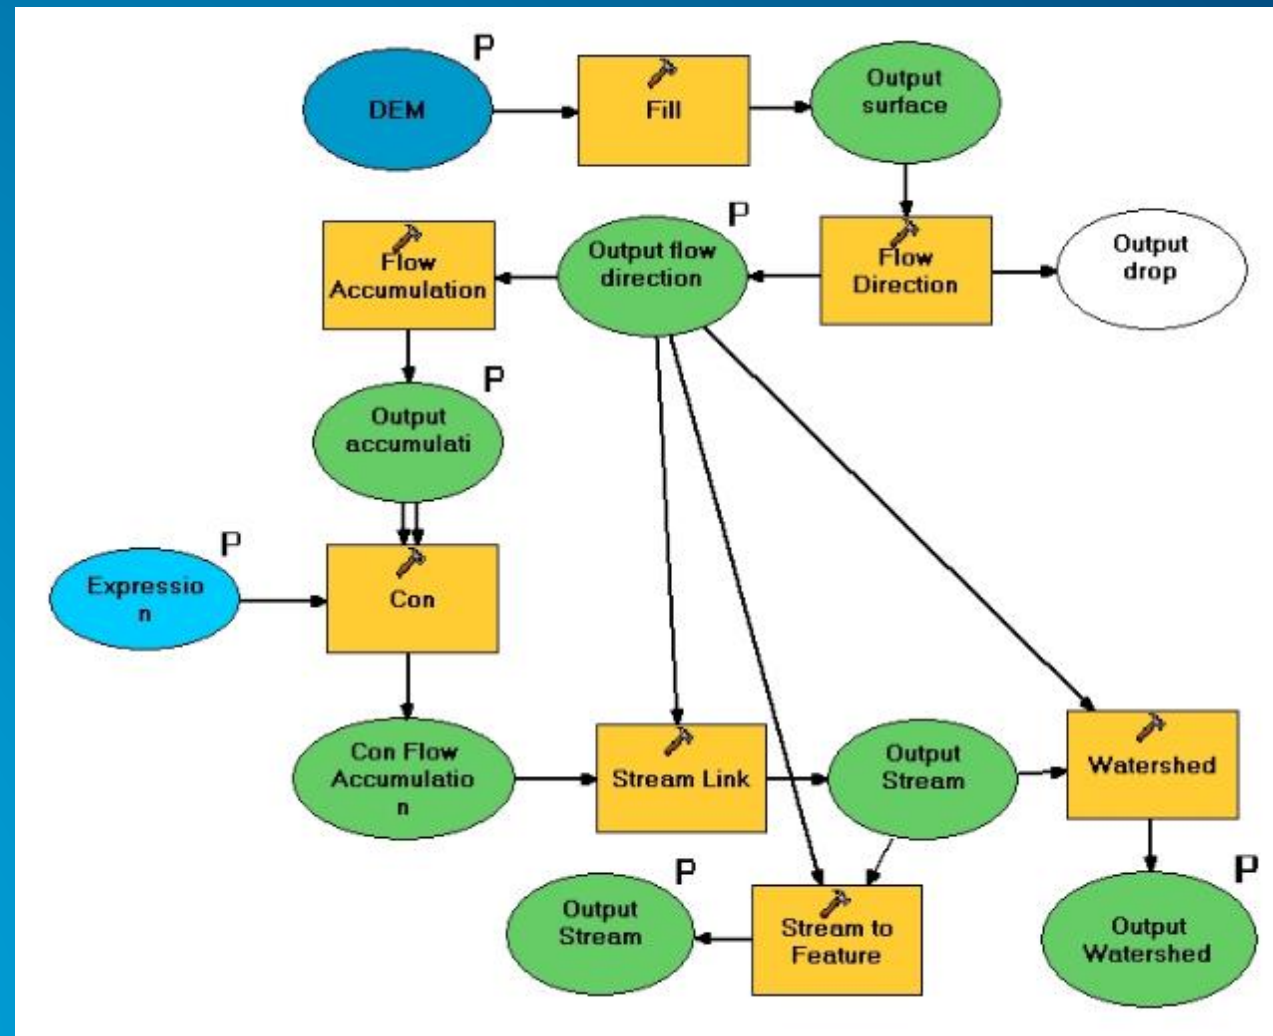 P
DEM
Fill
Output
surface
P
Flow
Accumulation
Output flow
direction
Flow
Direction
Output
drop
P
Output
accumulati
P
Expressio
n
Con
Con Flow
Accumulatio
n
Stream Link
Output
Stream
Watershed
P
Output
Stream
Stream to
Feature
P
Output
Watershed